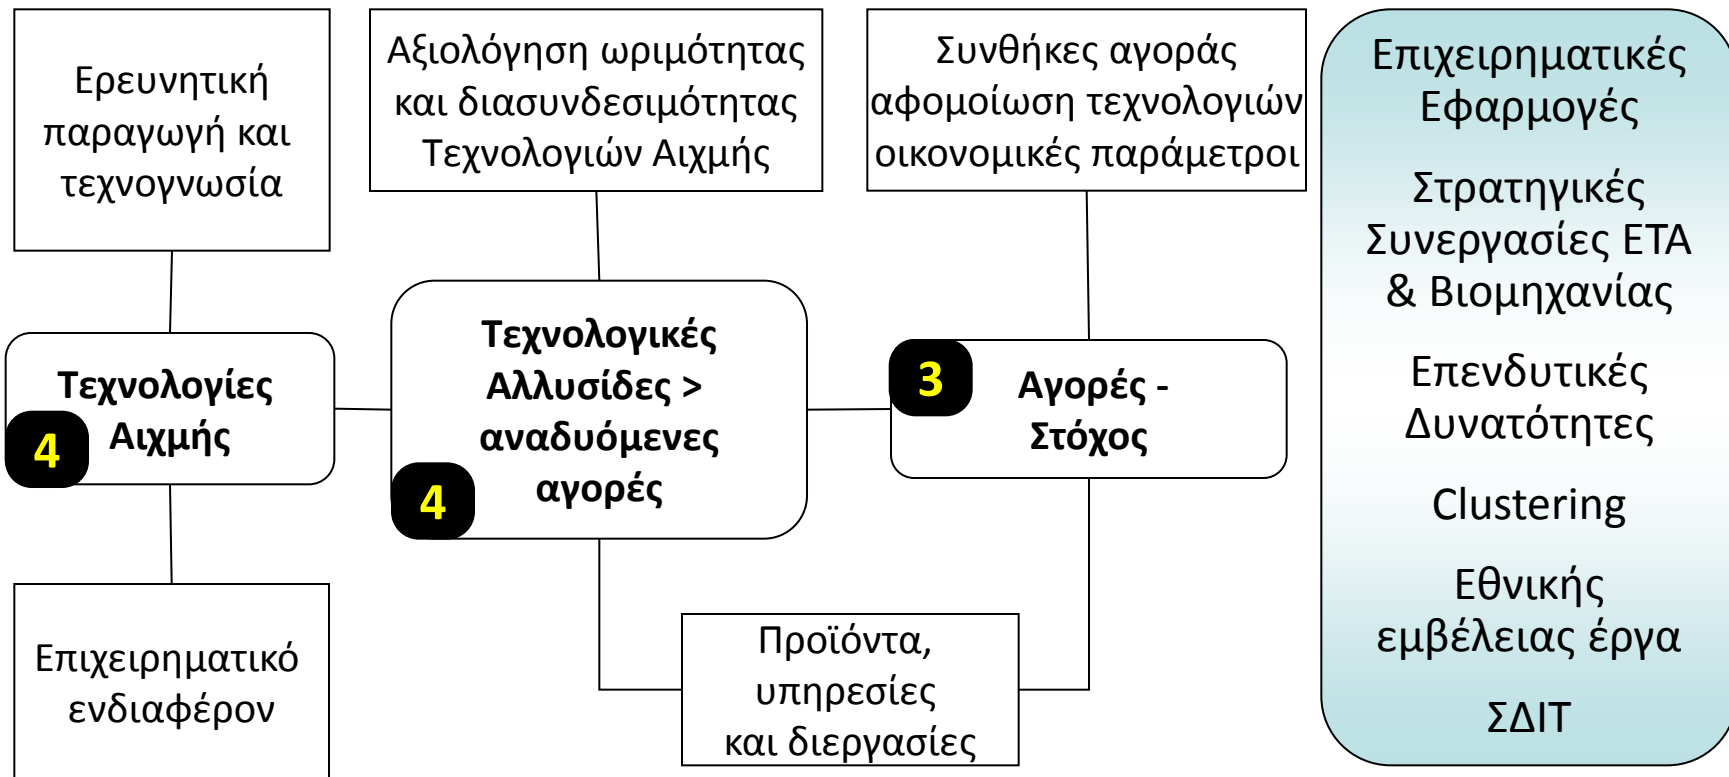 Ερευνητική
παραγωγή και
τεχνογνωσία
Αξιολόγηση ωριμότητας
και διασυνδεσιμότητας
Τεχνολογιών Αιχμής
Συνθήκες αγοράς
αφομοίωση τεχνολογιών
οικονομικές παράμετροι
Τεχνολογίες
Αιχμής
4
Τεχνολογικές
Αλλυσίδες >
αναδυόμενες
αγορές
4
3
Αγορές -
Στόχος
Επιχειρηματικό
ενδιαφέρον
Προϊόντα,
υπηρεσίες
και διεργασίες
Επιχειρηματικές
Εφαρμογές
Στρατηγικές
Συνεργασίες ΕΤΑ
& Βιομηχανίας
Επενδυτικές
Δυνατότητες
Clustering
Εθνικής
εμβέλειας έργα
ΣΔΙΤ